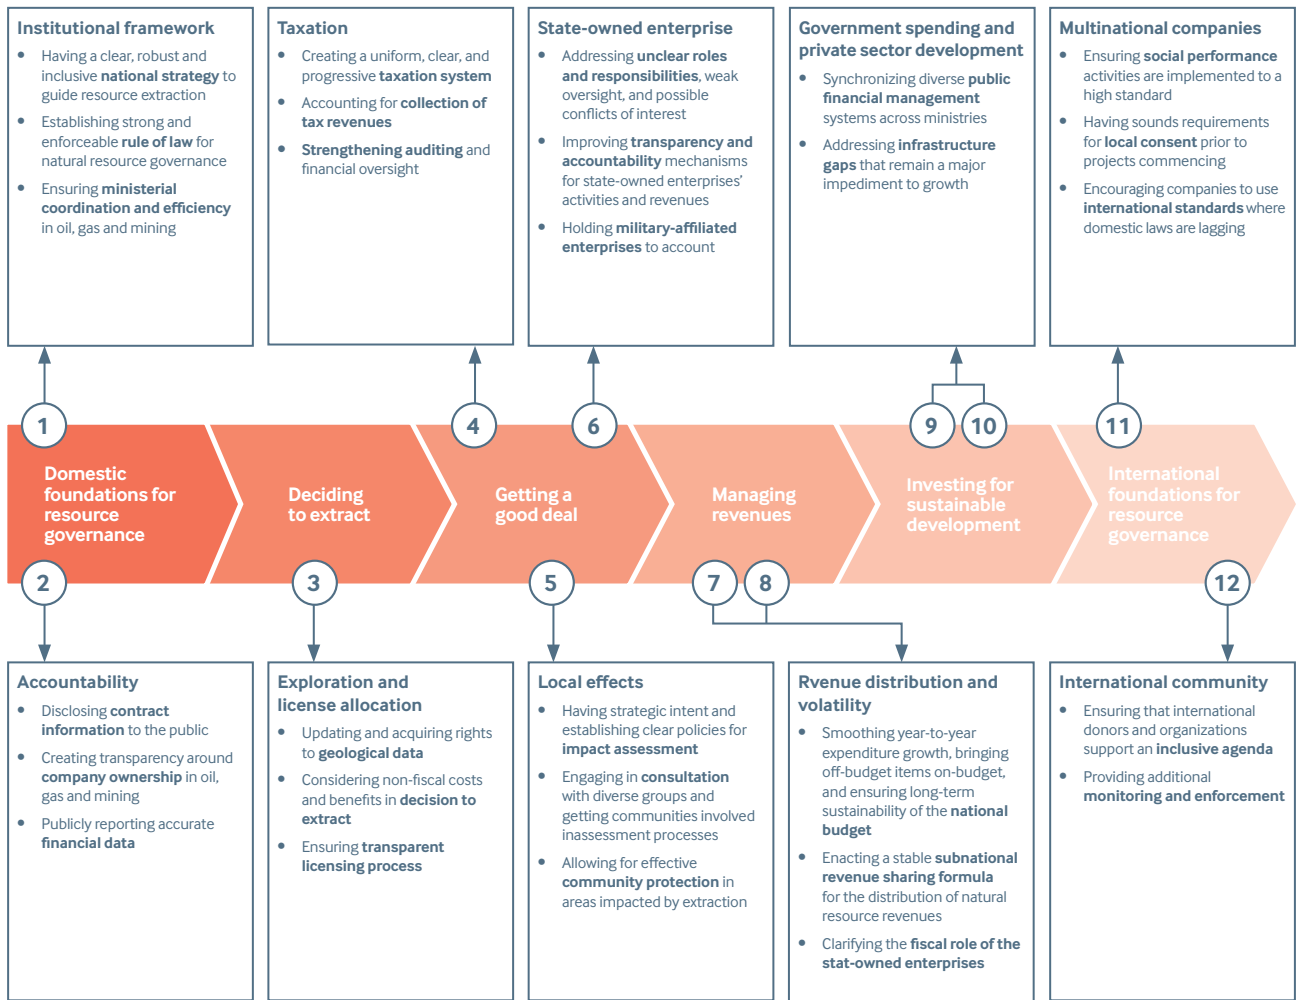 Institutional framework
• Having a clear, robust and
inclusive national strategy to
guide resource extraction
• Establishing strong and
enforceable rule of law for
natural resource governance
• Ensuring ministerial
coordination and efficiency
in oil, gas and mining
Taxation
• Creating a uniform, clear, and
progressive taxation system
• Accounting for collection of
tax revenues
• Strengthening auditing and
financial oversight
State-owned enterprise
• Addressing unclear roles
and responsibilities, weak
oversight, and possible
conflicts of interest
• Improving transparency and
accountability mechanisms
for state-owned enterprises’
activities and revenues
• Holding military-affiliated
enterprises to account
Government spending and
private sector development
• Synchronizing diverse public
financial management
systems across ministries
• Addressing infrastructure
gaps that remain a major
impediment to growth
Multinational companies
• Ensuring social performance
activities are implemented to a
high standard
• Having sounds requirements
for local consent prior to
projects commencing
• Encouraging companies to use
international standards where
domestic laws are lagging
1
4
6
9
10
11
Domestic
foundations for
resource
governance
Deciding
to extract
Getting a
good deal
Managing
revenues
Investing for
sustainable
development
International
foundations for
resource
governance
2
3
5
7
8
12
Accountability
• Disclosing contract
information to the public
• Creating transparency around
company ownership in oil,
gas and mining
• Publicly reporting accurate
financial data
Exploration and
license allocation
• Updating and acquiring rights
to geological data
• Considering non-fiscal costs
and benefits in decision to
extract
• Ensuring transparent
licensing process
Local effects
• Having strategic intent and
establishing clear policies for
impact assessment
• Engaging in consultation
with diverse groups and
getting communities involved
inassessment processes
• Allowing for effective
community protection in
areas impacted by extraction
Rvenue distribution and
volatility
• Smoothing year-to-year
expenditure growth, bringing
off-budget items on-budget,
and ensuring long-term
sustainability of the national
budget
• Enacting a stable subnational
revenue sharing formula
for the distribution of natural
resource revenues
• Clarifying the fiscal role of the
stat-owned enterprises
International community
• Ensuring that international
donors and organizations
support an inclusive agenda
• Providing additional
monitoring and enforcement